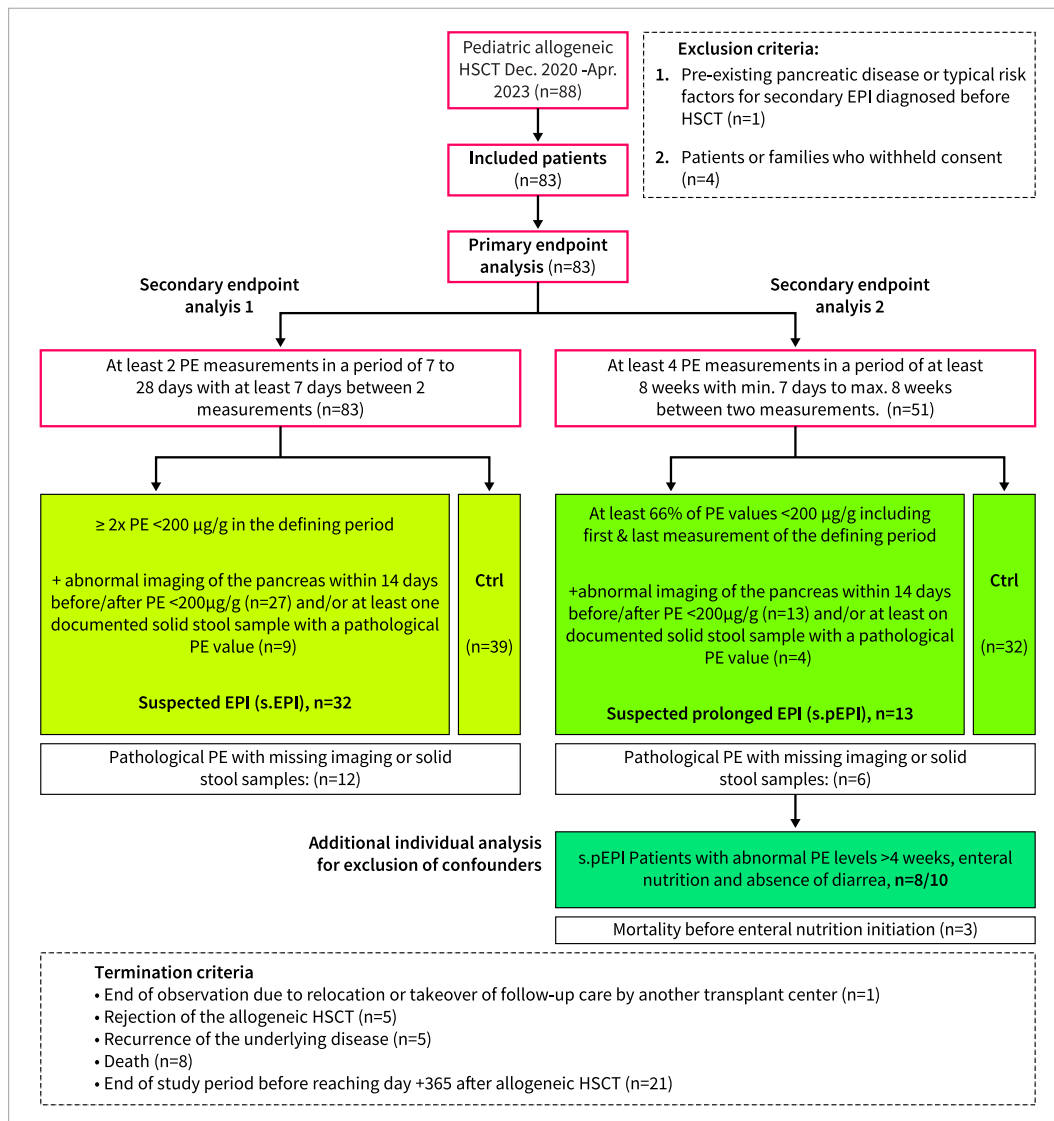 Pediatric allogeneic
HSCT Dec. 2020 -Apr.
2023 (n=88)
Exclusion criteria:
1. Pre-existing pancreatic disease or typical risk
factors for secondary EPI diagnosed before
HSCT (n=1)
2. Patients or families who withheld consent
(n=4)
Included patients
(n=83)
Primary endpoint
analysis (n=83)
Secondary endpoint
analyis 1
Secondary endpoint
analyis 2
At least 2 PE measurements in a period of 7 to
28 days with at least 7 days between 2
measurements (n=83)
At least 4 PE measurements in a period of at least
8 weeks with min. 7 days to max. 8 weeks
between two measurements. (n=51)
≥ 2x PE <200 µg/g in the defining period
+ abnormal imaging of the pancreas within 14 days
before/after PE <200µg/g (n=27) and/or at least one
documented solid stool sample with a pathological
PE value (n=9)
Suspected EPI (s.EPI), n=32
Ctrl
(n=39)
At least 66% of PE values <200 µg/g including
first & last measurement of the defining period
+abnormal imaging of the pancreas within 14 days
before/after PE <200µg/g (n=13) and/or at least on
documented solid stool sample with a pathological
PE value (n=4)
Suspected prolonged EPI (s.pEPI), n=13
Ctrl
(n=32)
Pathological PE with missing imaging or solid
stool samples: (n=12)
Pathological PE with missing imaging or solid
stool samples: (n=6)
Additional individual analysis
for exclusion of confounders
s.pEPI Patients with abnormal PE levels >4 weeks, enteral
nutrition and absence of diarrea, n=8/10
Mortality before enteral nutrition initiation (n=3)
Termination criteria
• End of observation due to relocation or takeover of follow-up care by another transplant center (n=1)
• Rejection of the allogeneic HSCT (n=5)
• Recurrence of the underlying disease (n=5)
• Death (n=8)
• End of study period before reaching day +365 after allogeneic HSCT (n=21)